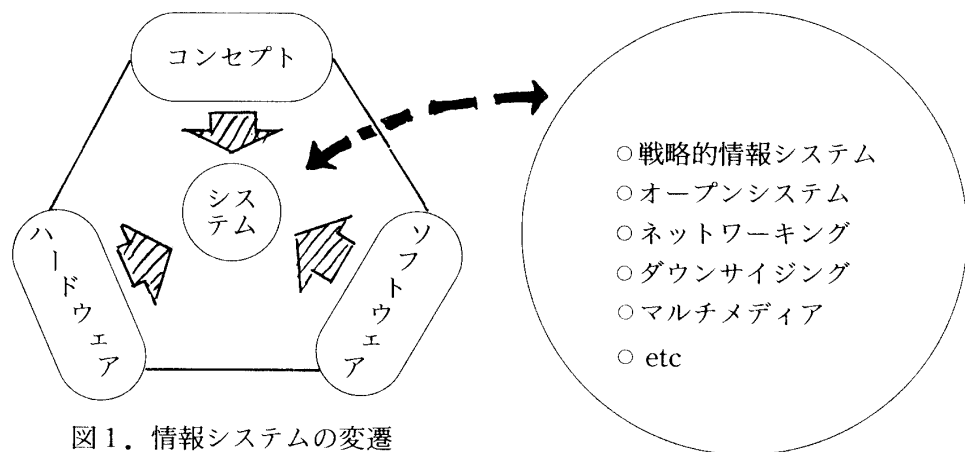 コンセプト
シス
テム
ハードウェア
ソフトウェア
○戦略的情報システム
○オープンシステム
○ネットワーキング
○ダウンサイジング
○マルチメディア
○ etc
図1．情報システムの変遷